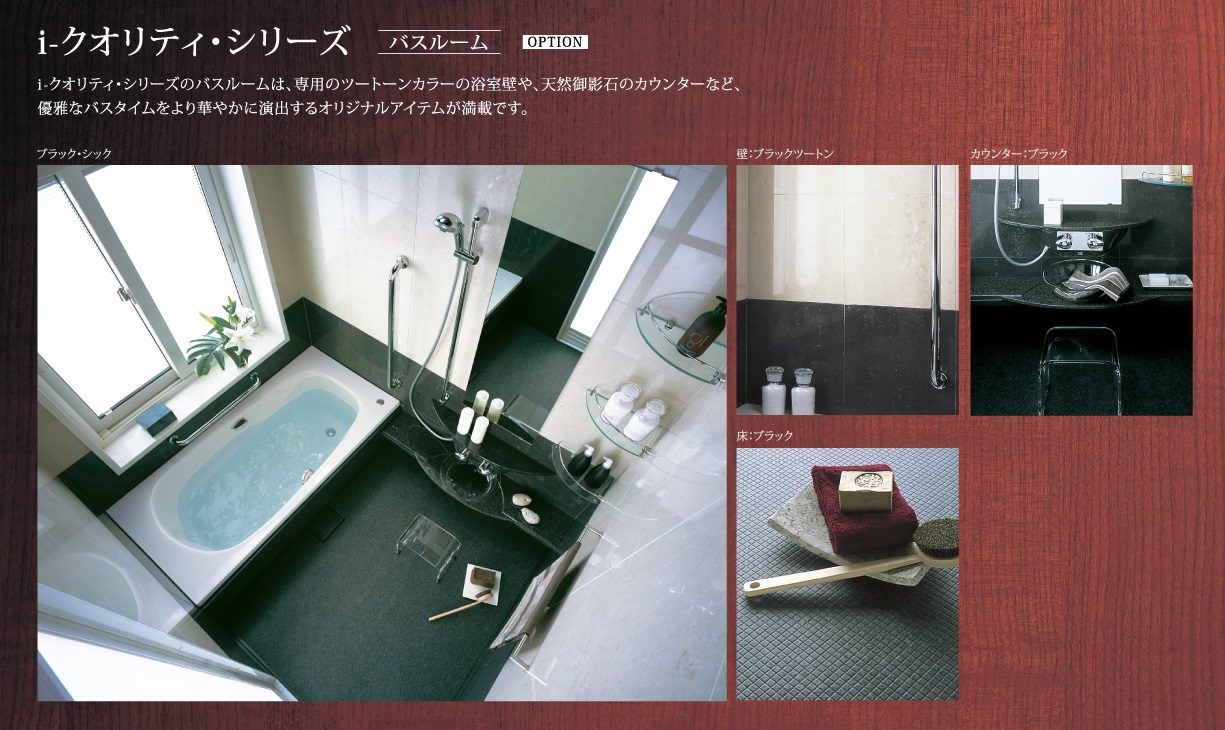 i-クオリティ・シリーズ バスルーム OPTION
i-クオリティ・シリーズのバスルームは、専用のツートーンカラーの浴室壁や、天然御影石のカウンターなど、
優雅なバスタイムをより華やかに演出するオリジナルアイテムが満載です。
ブラック・シック
壁：ブラックツートン
カウンター：ブラック
床：ブラック